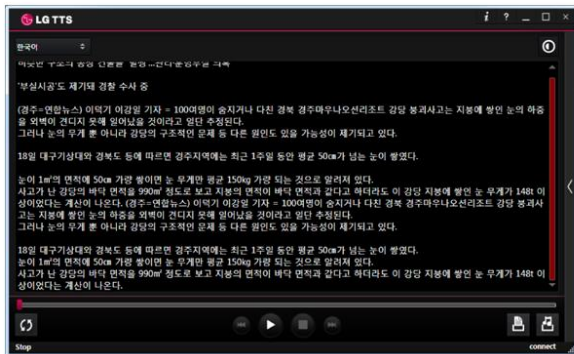 LG TTS
한국어
'부실시공'도 제기돼 경찰 수사 중
(경주=연합뉴스) 이덕기 이강일 기자 = 100여명이 숨지거나 다친 경북 경주마우나오션리조트 강당 붕괴사고는 지붕에 쌓인 눈의 하중
을 외벽이 견디지 못해 일어났을 것이라고 일단 추정된다.
그러나 눈의 무게 뿐 아니라 강당의 구조적인 문제 등 다른 원인도 있을 가능성이 제기되고 있다.
18일 대구기상대와 경북도 등에 따르면 경주지역에는 최근 1주일 동안 평균 50㎝가 넘는 눈이 쌓였다.
눈이 1㎡의 면적에 50㎝ 가량 쌓이면 눈 무게만 평균 150kg 가량 되는 것으로 알려져 있다.
사고가 난 강당의 바닥 면적을 990㎡ 정도로 보고 지붕의 면적이 바닥 면적과 같다고 하더라도 이 강당 지붕에 쌓인 눈 무게가 148t 이
상이었다는 계산이 나온다. (경주=연합뉴스) 이덕기 이강일 기자 = 100여명이 숨지거나 다친 경북 경주마우나오션리조트 강당 붕괴사
고는 지붕에 쌓인 눈의 하중을 외벽이 견디지 못해 일어났을 것이라고 일단 추정된다.
그러나 눈의 무게 뿐 아니라 강당의 구조적인 문제 등 다른 원인도 있을 가능성이 제기되고 있다.
18일 대구기상대와 경북도 등에 따르면 경주지역에는 최근 1주일 동안 평균 50㎝가 넘는 눈이 쌓였다.
눈이 1㎡의 면적에 50㎝ 가량 쌓이면 눈 무게만 평균 150kg 가량 되는 것으로 알려져 있다.
사고가 난 강당의 바닥 면적을 990㎡ 정도로 보고 지붕의 면적이 바닥 면적과 같다고 하더라도 이 강당 지붕에 쌓인 눈 무게가 148t 이
상이었다는 계산이 나온다.
Stop
connect